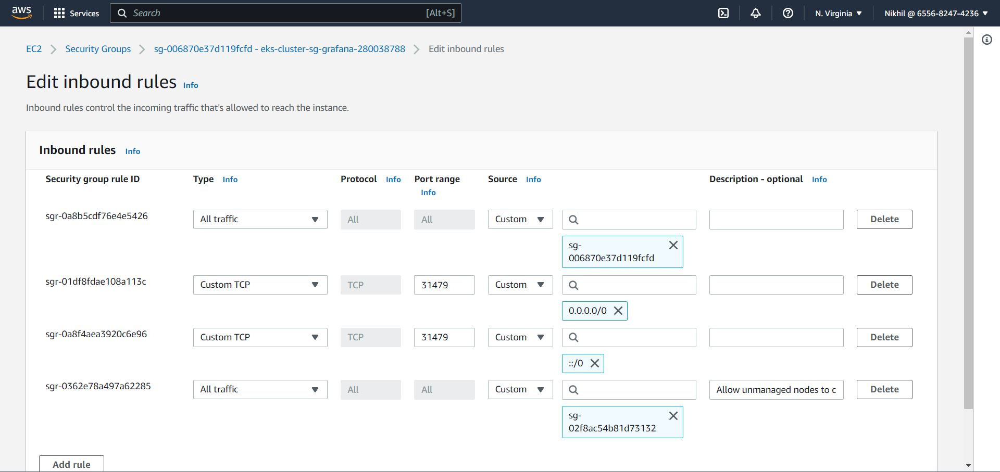 aws Services Search [Alt+S] N. Virginia Nikhil @ 6556-8247-4236
EC2 Security Groups sg-006870e37d119fcfd - eks-cluster-sg-grafana-280038788 Edit inbound rules
Edit inbound rules Info
Inbound rules control the incoming traffic that's allowed to reach the instance.
Inbound rules Info
Security group rule ID Type Info Protocol Info Port range Source Info Description - optional Info
Info
sgr-0a8b5cdf76e4e5426 All traffic All All Custom Delete
sg-
006870e37d119fcfd
sgr-01df8fdae108a113c Custom TCP TCP 31479 Custom Delete
0.0.0.0/0
sgr-0a8f4aea3920c6e96 Custom TCP TCP 31479 Custom Delete
::/0
sgr-0362e78a497a62285 All traffic All All Custom Allow unmanaged nodes to c Delete
sg-
02f8ac54b81d73132
Add rule